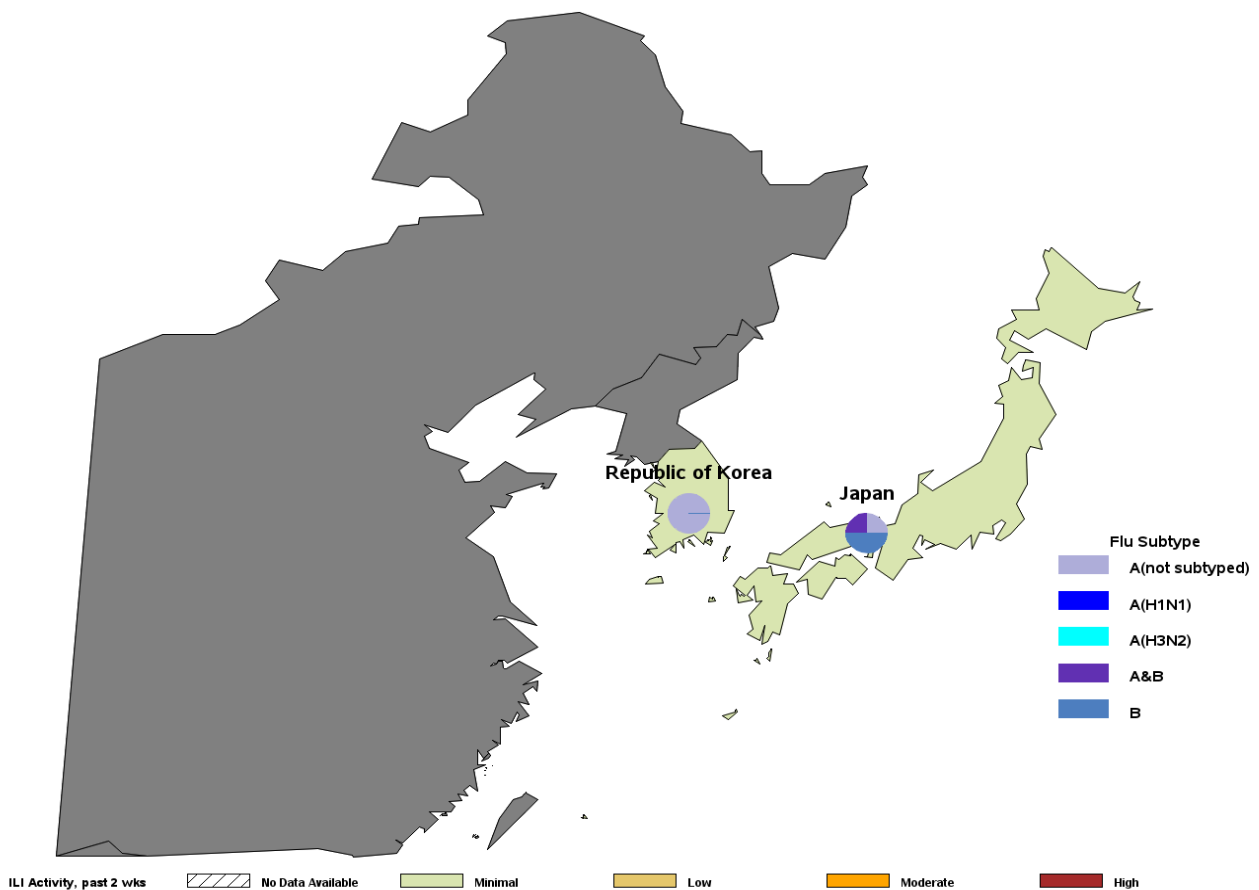 Republic of Korea
Japan
Flu Subtype
A(not subtyped)
A(H1N1)
A(H3N2)
A&B
B
ILI Activity, past 2 wks No Data Available Minimal Low Moderate High